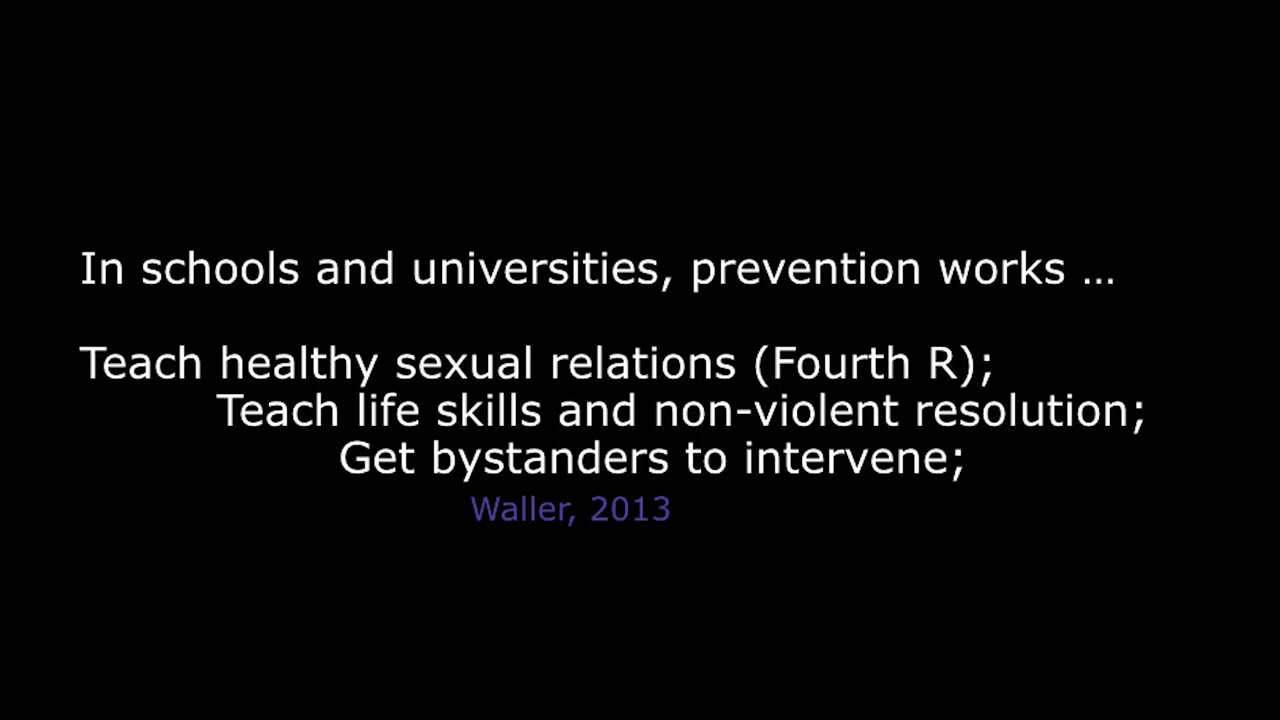 In schools and universities, prevention works ...
Teach healthy sexual relations (Fourth R);
Teach life skills and non-violent resolution;
Get bystanders to intervene;
Waller, 2013